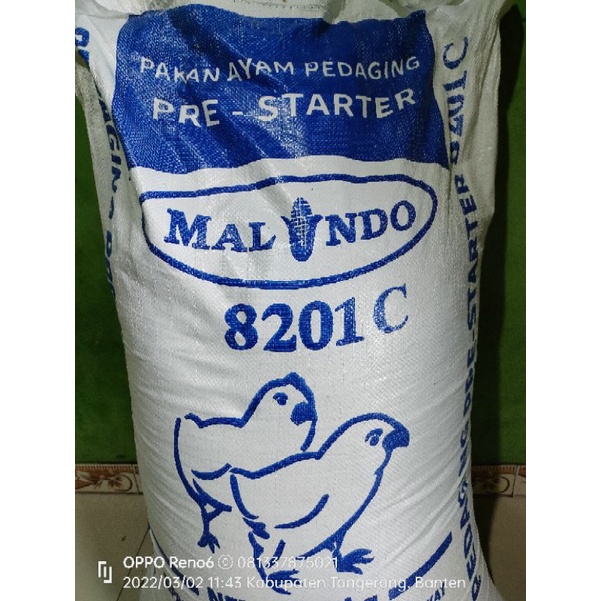 PAKAN AYAM PEDAGING
PRE - STARTER
MALINDO
8201 C
PRE-STARTER 8201 C
OPPO Reno6 ⓒ 081337875021
2022/03/02 11:43 Kabupaten Tangerang, Banten